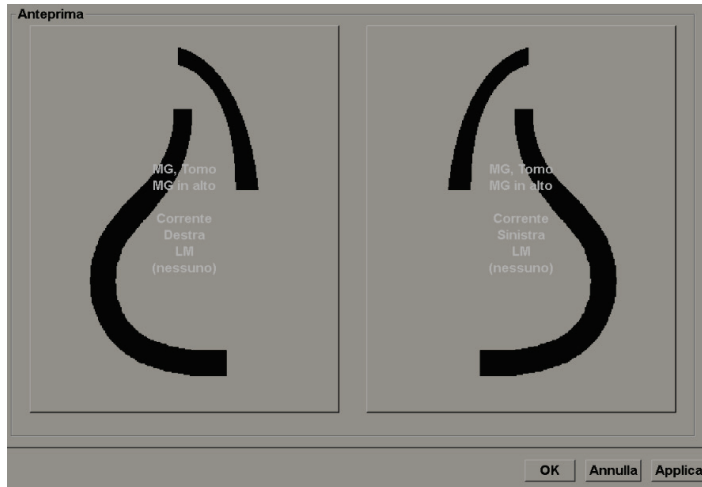 Anteprima
MG, Tomo
MG in alto
Corrente
Destra
LM
(nessuno)
MG, Tomo
MG in alto
Corrente
Sinistra
LM
(nessuno)
OK
Annulla
Applica